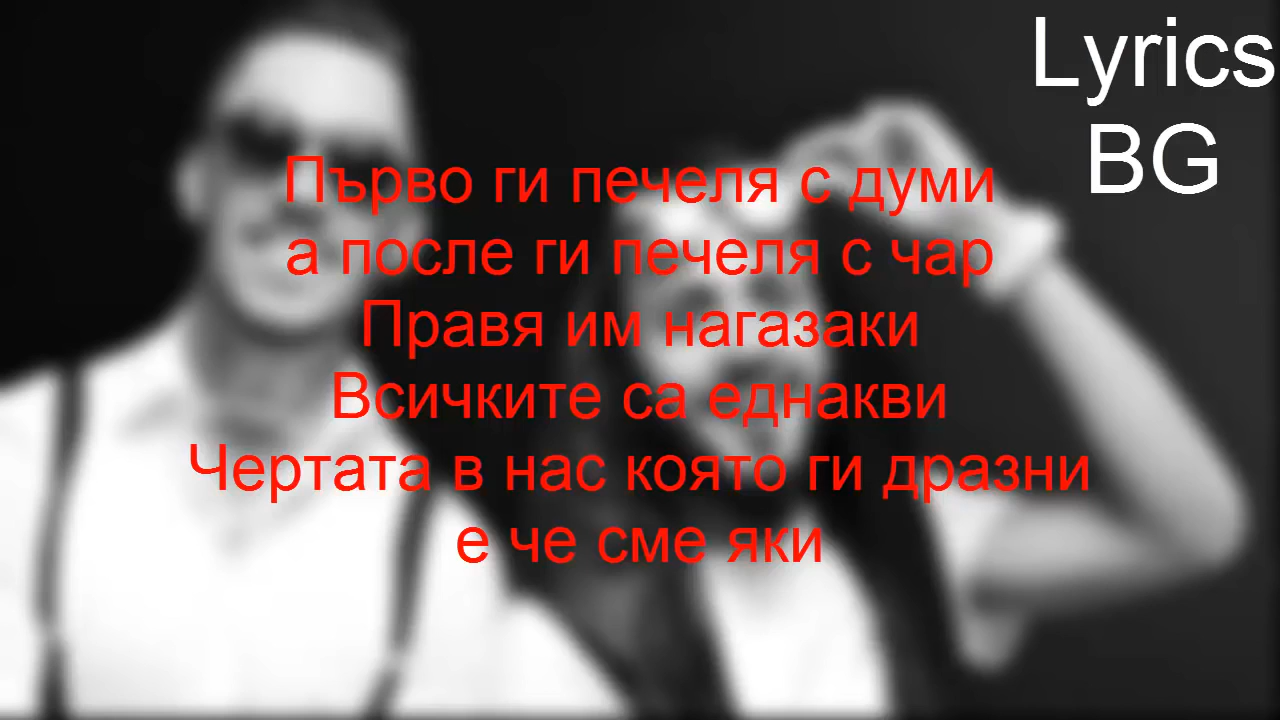 Lyrics
BG
Първо ги печеля с думи
а после ги печеля с чар
Правя им нагазаки
Всичките са еднакви
Чертата в нас която ги дразни
е че сме яки